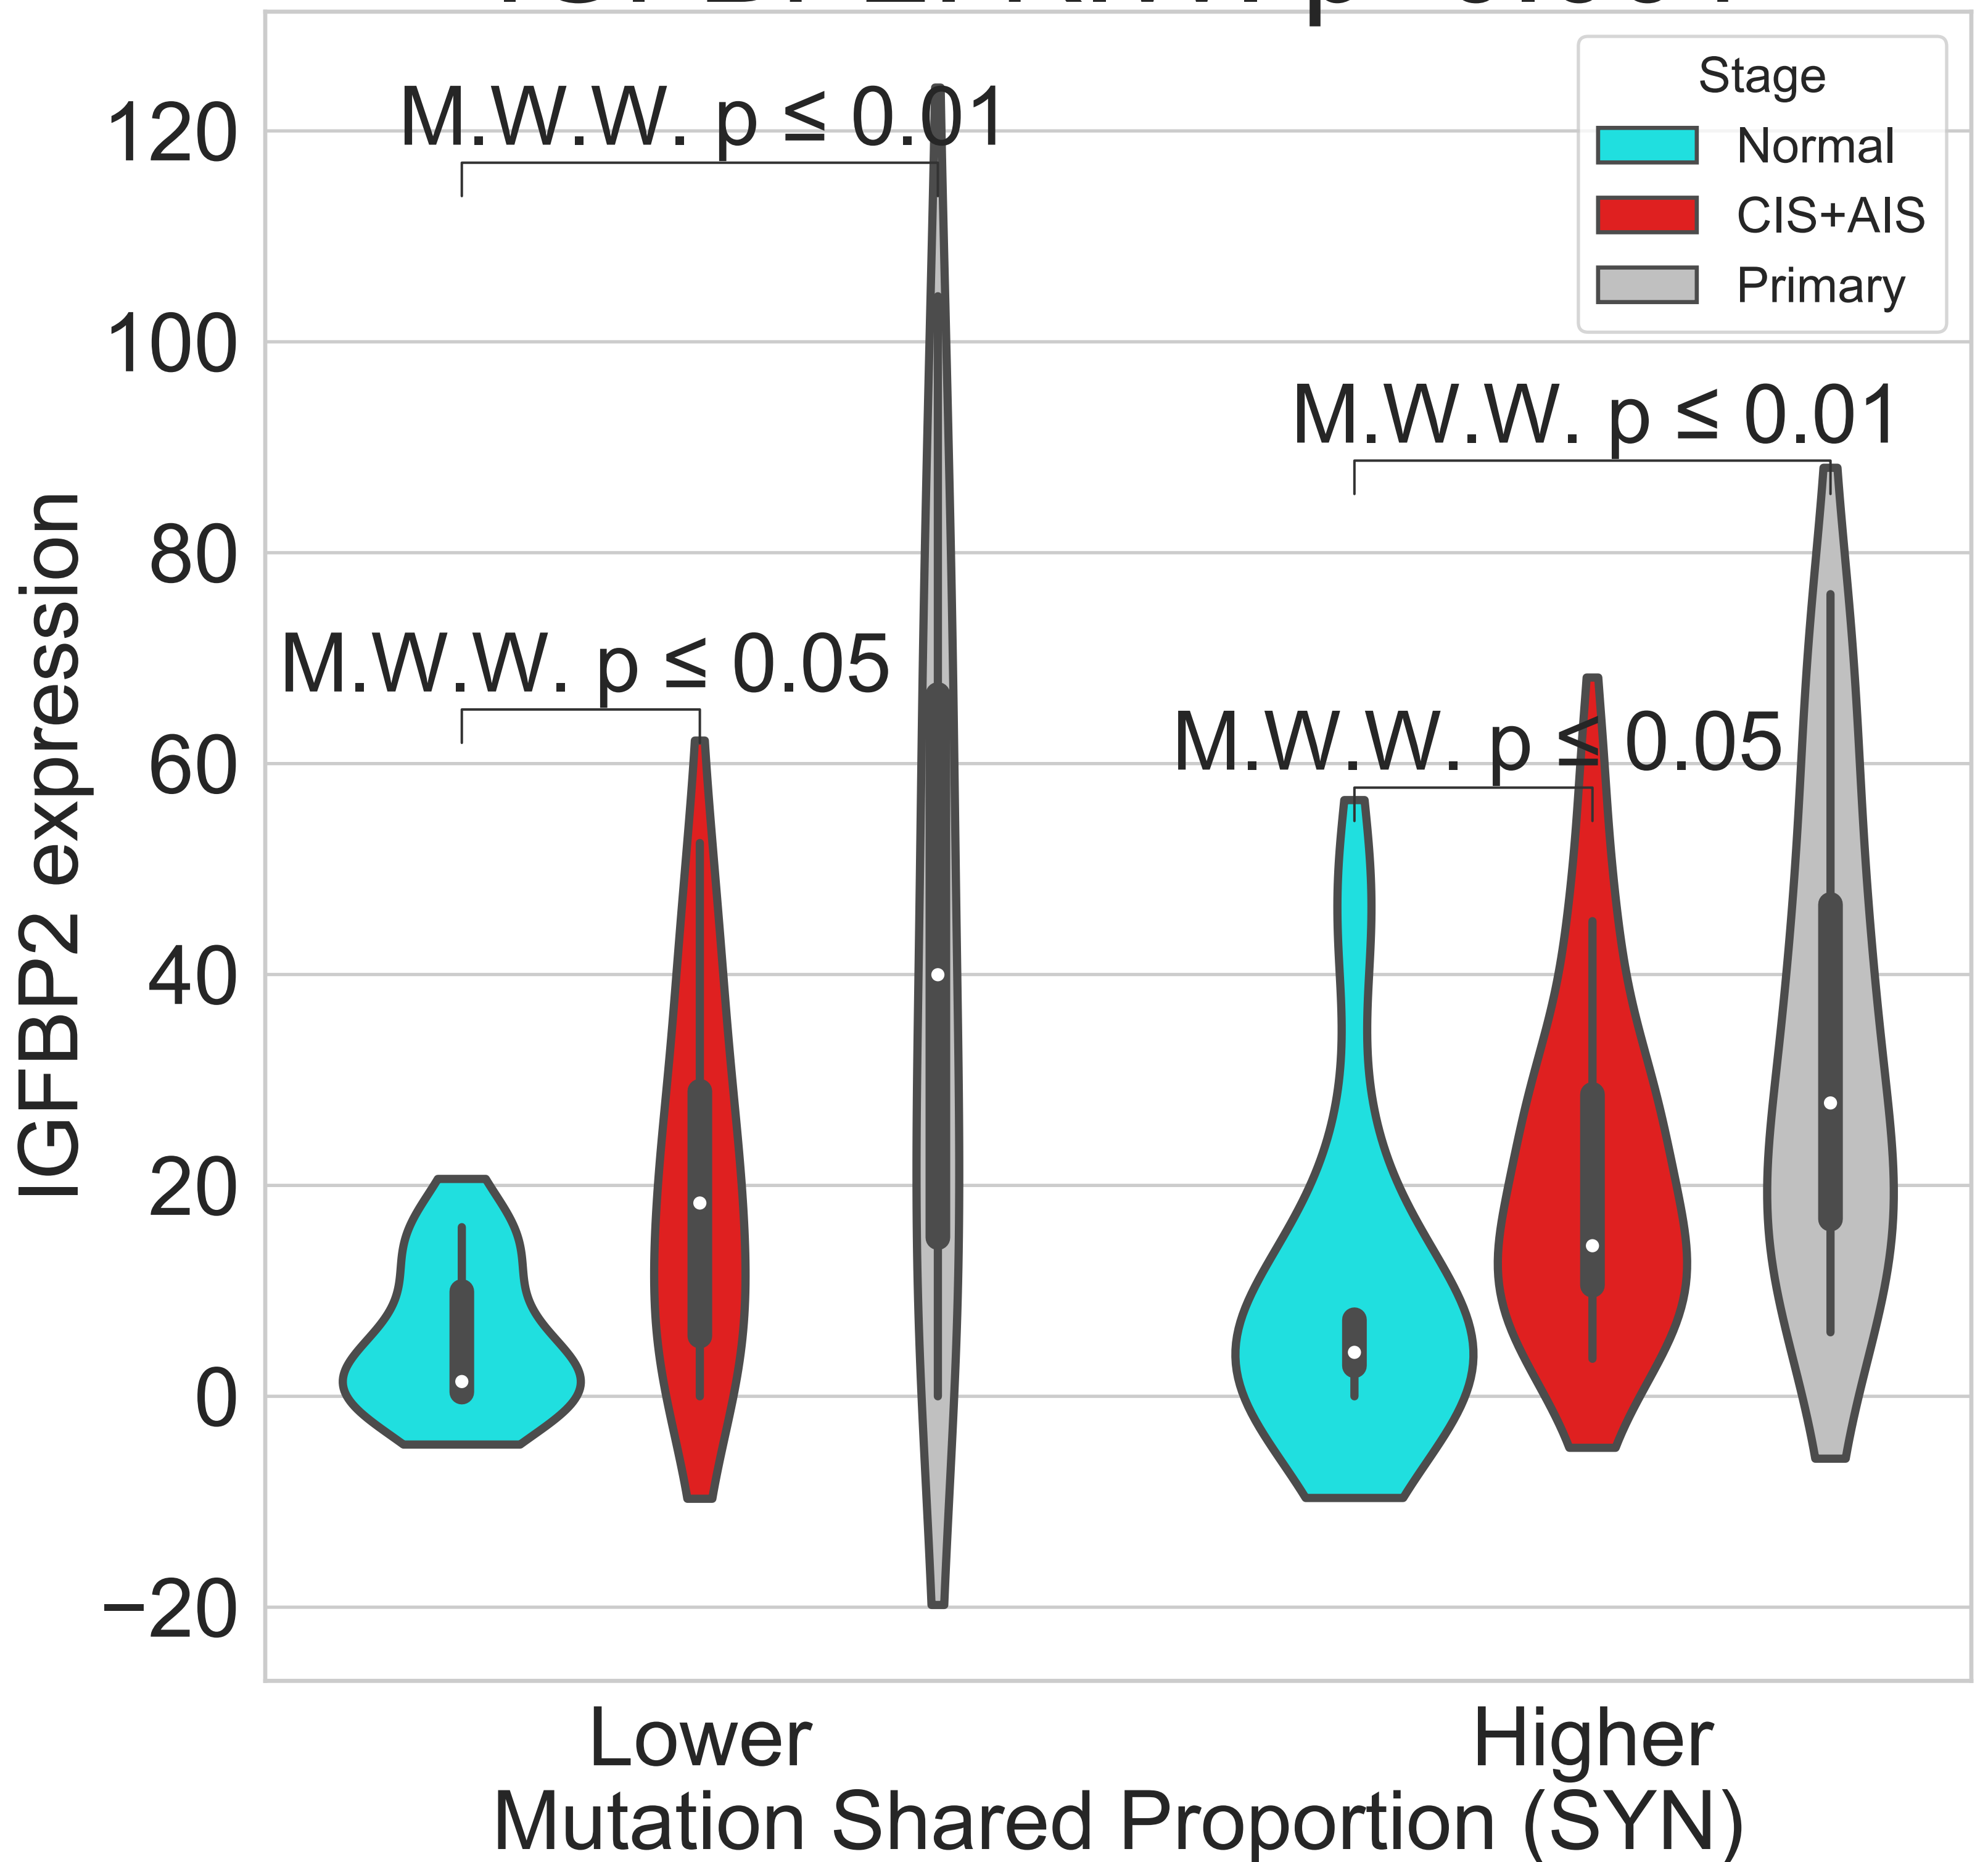 Stage
Normal
CIS+AIS
Primary
M.W.W. p ≤ 0.01
M.W.W. p ≤ 0.01
M.W.W. p ≤ 0.05
M.W.W. p ≤ 0.05
120
100
80
60
40
20
0
−20
IGFBP2 expression
Lower
Higher
Mutation Shared Proportion (SYN)